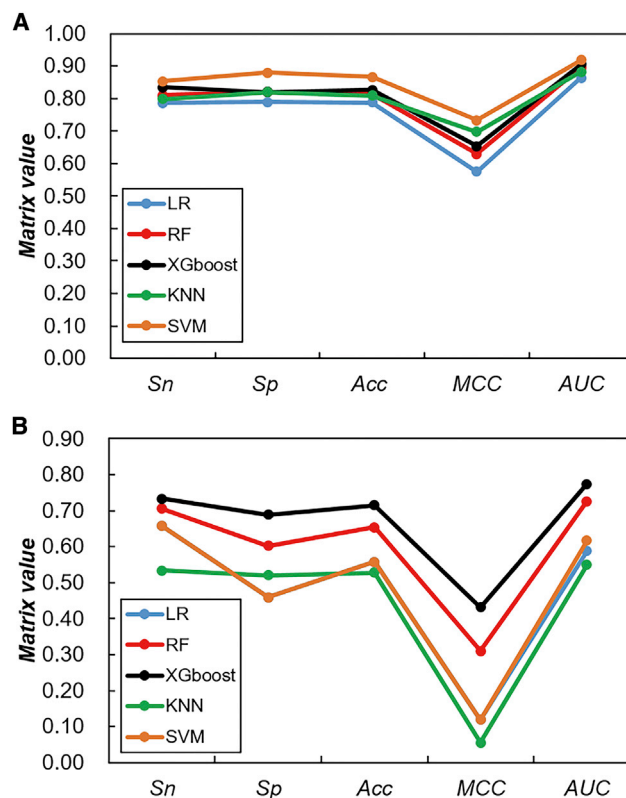 A
1.00
0.90
0.80
0.70
0.60
0.50
0.40
0.30
0.20
0.10
0.00
Matrix value
LR
RF
XGboost
KNN
SVM
Sn Sp Acc MCC AUC
B
0.90
0.80
0.70
0.60
0.50
0.40
0.30
0.20
0.10
0.00
Matrix value
LR
RF
XGboost
KNN
SVM
Sn Sp Acc MCC AUC